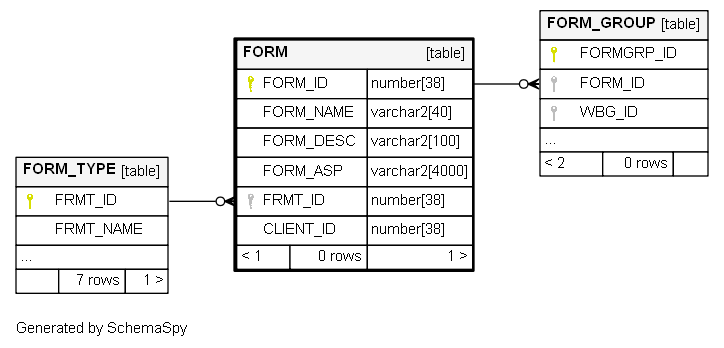 FORM_GROUP [table]
FORMGRP_ID
FORM_ID
WBG_ID
...
< 2 0 rows
FORM [table]
FORM_ID number[38]
FORM_NAME varchar2[40]
FORM_DESC varchar2[100]
FORM_ASP varchar2[4000]
FRMT_ID number[38]
CLIENT_ID number[38]
< 1 0 rows 1 >
FORM_TYPE [table]
FRMT_ID
FRMT_NAME
...
7 rows 1 >
Generated by SchemaSpy